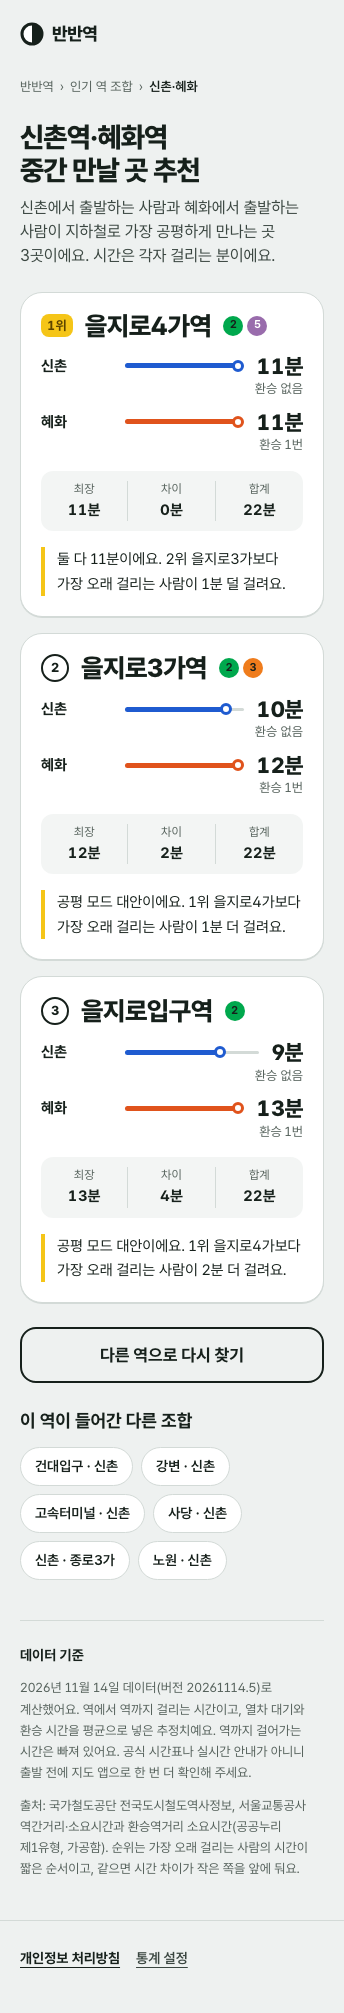 반반역
반반역 › 인기 역 조합 › 신촌·혜화
신촌역·혜화역
중간 만날 곳 추천
신촌에서 출발하는 사람과 혜화에서 출발하는
사람이 지하철로 가장 공평하게 만나는 곳
3곳이에요. 시간은 각자 걸리는 분이에요.
1위 을지로4가역 2 5
신촌 11분
환승 없음
혜화 11분
환승 1번
최장 차이 합계
11분 0분 22분
둘 다 11분이에요. 2위 을지로3가보다
가장 오래 걸리는 사람이 1분 덜 걸려요.
2 을지로3가역 2 3
신촌 10분
환승 없음
혜화 12분
환승 1번
최장 차이 합계
12분 2분 22분
공평 모드 대안이에요. 1위 을지로4가보다
가장 오래 걸리는 사람이 1분 더 걸려요.
3 을지로입구역 2
신촌 9분
환승 없음
혜화 13분
환승 1번
최장 차이 합계
13분 4분 22분
공평 모드 대안이에요. 1위 을지로4가보다
가장 오래 걸리는 사람이 2분 더 걸려요.
다른 역으로 다시 찾기
이 역이 들어간 다른 조합
건대입구 · 신촌 강변 · 신촌
고속터미널 · 신촌 사당 · 신촌
신촌 · 종로3가 노원 · 신촌
데이터 기준
2026년 11월 14일 데이터(버전 20261114.5)로
계산했어요. 역에서 역까지 걸리는 시간이고, 열차 대기와
환승 시간을 평균으로 넣은 추정치예요. 역까지 걸어가는
시간은 빠져 있어요. 공식 시간표나 실시간 안내가 아니니
출발 전에 지도 앱으로 한 번 더 확인해 주세요.
출처: 국가철도공단 전국도시철도역사정보, 서울교통공사
역간거리·소요시간과 환승역거리 소요시간(공공누리
제1유형, 가공함). 순위는 가장 오래 걸리는 사람의 시간이
짧은 순서이고, 같으면 시간 차이가 작은 쪽을 앞에 둬요.
개인정보 처리방침 통계 설정